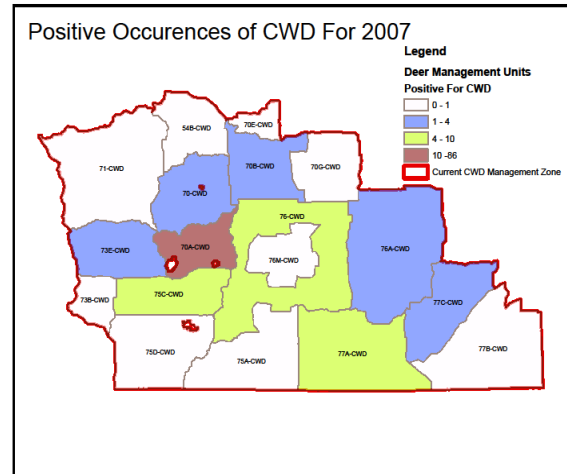 Positive Occurences of CWD For 2007
Legend
Deer Management Units
Positive For CWD
0 - 1
1 - 4
4 - 10
10 -86
Current CWD Management Zone
54B-CWD
70E-CWD
71-CWD
70B-CWD
70G-CWD
70-CWD
76-CWD
73E-CWD
70A-CWD
76A-CWD
76M-CWD
73B-CWD
75C-CWD
77C-CWD
75D-CWD
75A-CWD
77A-CWD
77B-CWD